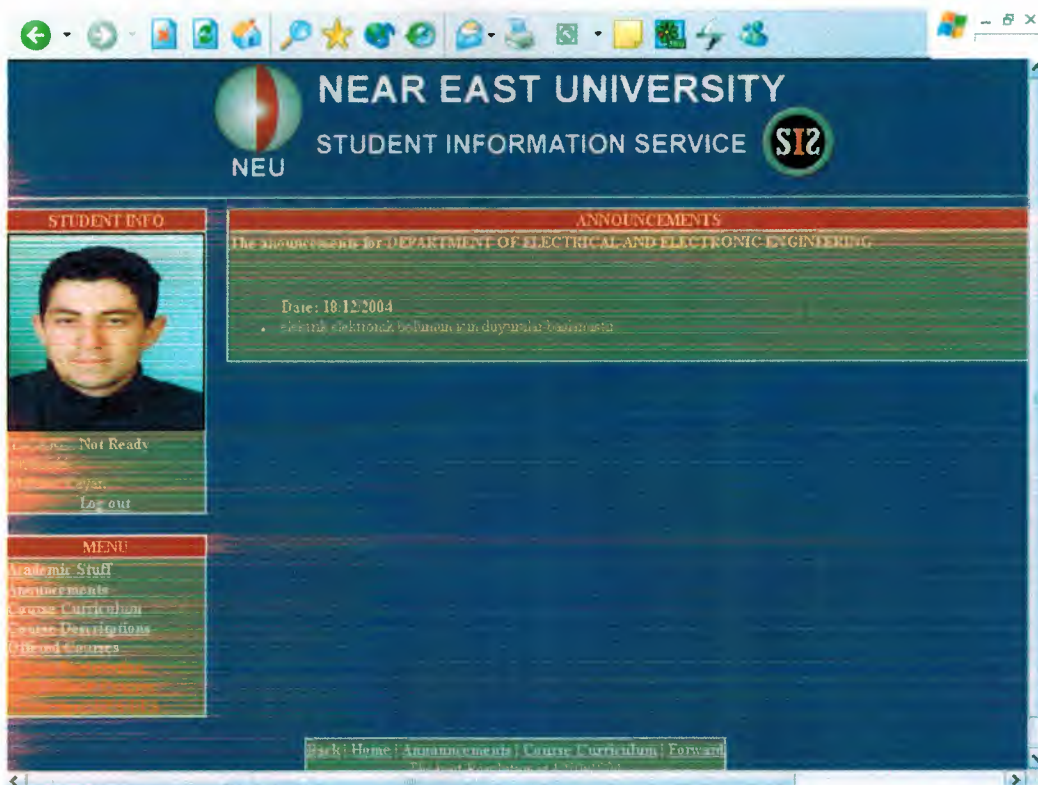 NEAR EAST UNIVERSITY
STUDENT INFORMATION SERVICE
SIS
NEU
STUDENT INFO
Not Ready
Log out
MENU
Academic Stuff
Anouncements
Course Curriculum
Course Descriptions
Offered Courses
ANNOUNCEMENTS
The anouncements for DEPARTMENT OF ELECTRICAL AND ELECTRONIC ENGINEERING
Date: 18/12/2004
Back | Home | Announcements | Course Curriculum | Forward